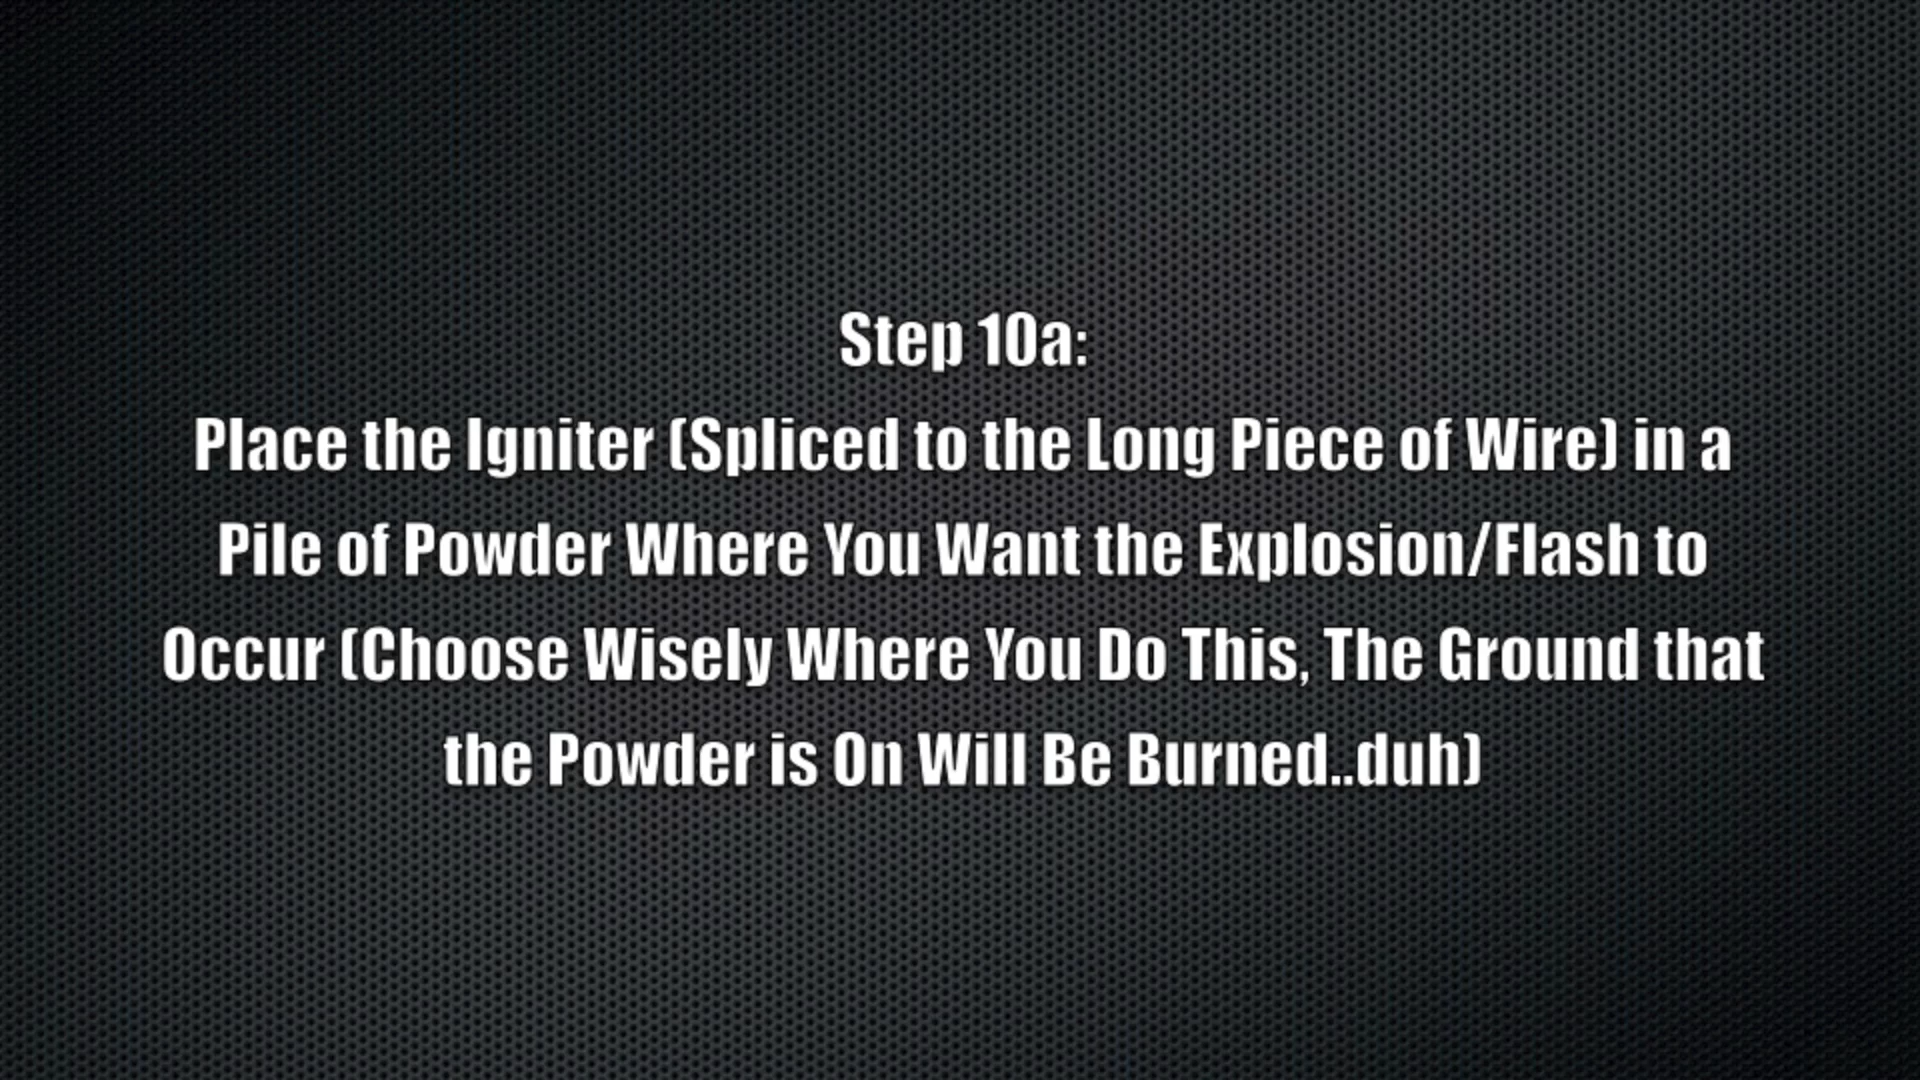 Step 10a:
Place the Igniter (Spliced to the Long Piece of Wire) in a
Pile of Powder Where You Want the Explosion/Flash to
Occur (Choose Wisely Where You Do This, The Ground that
the Powder is On Will Be Burned..duh)